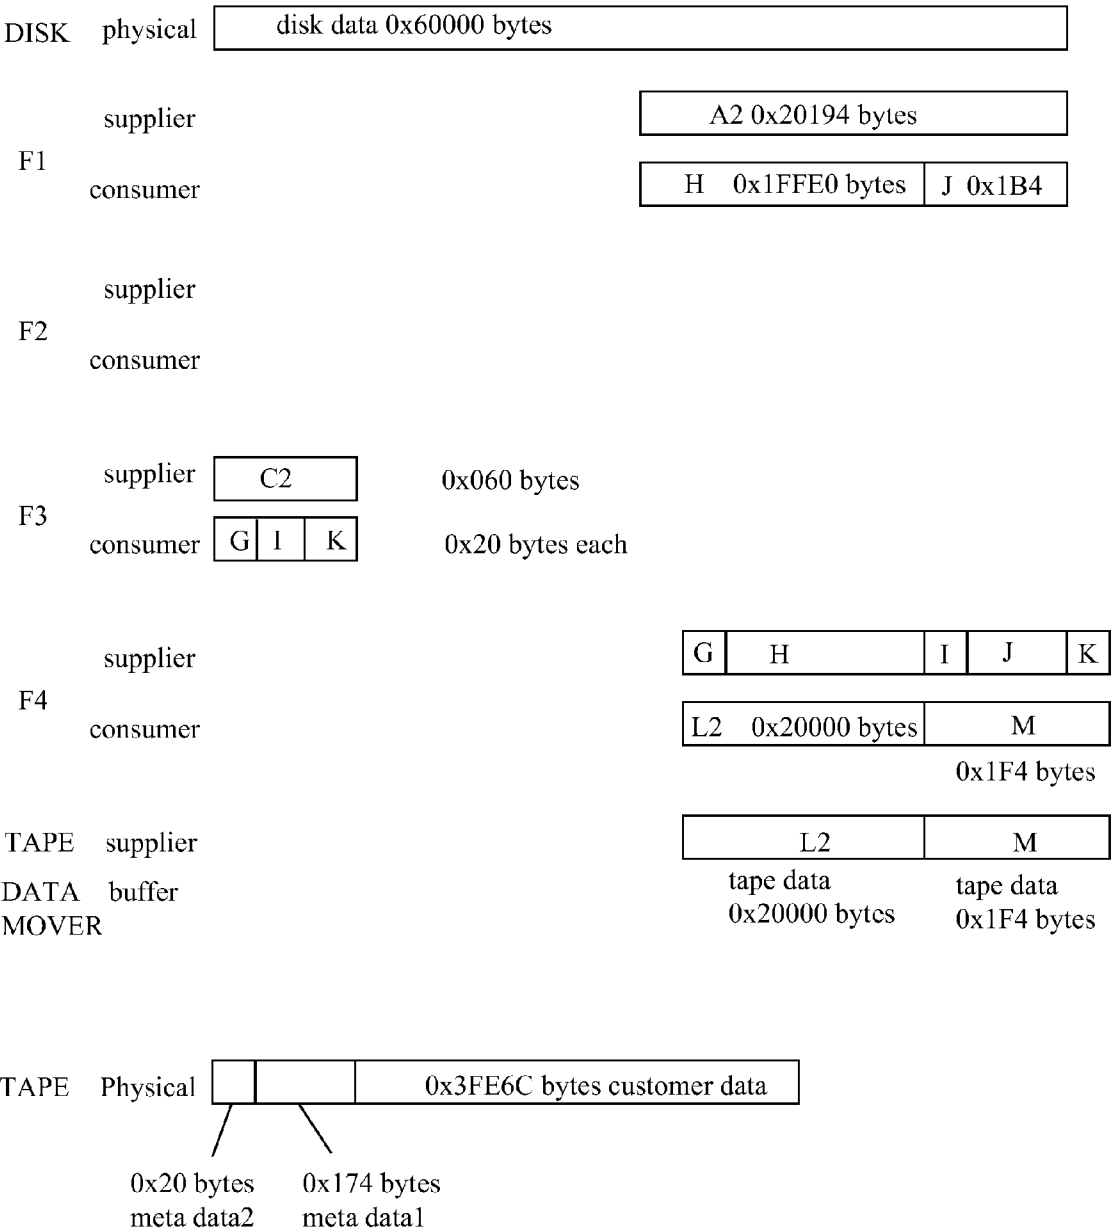 DISK physical disk data 0x60000 bytes
supplier A2 0x20194 bytes
F1
consumer H 0x1FFE0 bytes J 0x1B4
supplier
F2
consumer
supplier C2 0x060 bytes
F3
consumer G I K 0x20 bytes each
supplier G H I J K
F4
consumer L2 0x20000 bytes M
0x1F4 bytes
TAPE supplier L2 M
DATA buffer tape data tape data
MOVER 0x20000 bytes 0x1F4 bytes
TAPE Physical 0x3FE6C bytes customer data
0x20 bytes 0x174 bytes
meta data2 meta data1